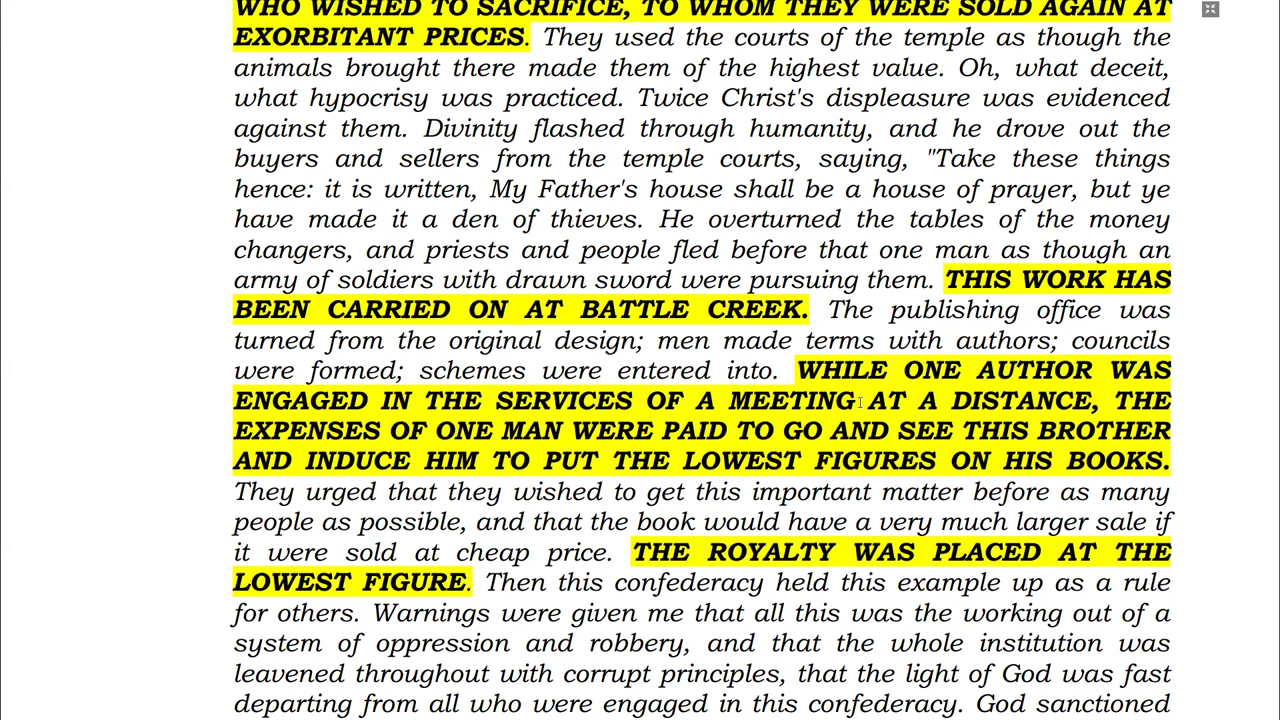 WHO WISHED TO SACRIFICE, TO WHOM THEY WERE SOLD AGAIN AT
EXORBITANT PRICES. They used the courts of the temple as though the
animals brought there made them of the highest value. Oh, what deceit,
what hypocrisy was practiced. Twice Christ's displeasure was evidenced
against them. Divinity flashed through humanity, and he drove out the
buyers and sellers from the temple courts, saying, "Take these things
hence: it is written, My Father's house shall be a house of prayer, but ye
have made it a den of thieves. He overturned the tables of the money
changers, and priests and people fled before that one man as though an
army of soldiers with drawn sword were pursuing them. THIS WORK HAS
BEEN CARRIED ON AT BATTLE CREEK. The publishing office was
turned from the original design; men made terms with authors; councils
were formed; schemes were entered into. WHILE ONE AUTHOR WAS
ENGAGED IN THE SERVICES OF A MEETING AT A DISTANCE, THE
EXPENSES OF ONE MAN WERE PAID TO GO AND SEE THIS BROTHER
AND INDUCE HIM TO PUT THE LOWEST FIGURES ON HIS BOOKS.
They urged that they wished to get this important matter before as many
people as possible, and that the book would have a very much larger sale if
it were sold at cheap price. THE ROYALTY WAS PLACED AT THE
LOWEST FIGURE. Then this confederacy held this example up as a rule
for others. Warnings were given me that all this was the working out of a
system of oppression and robbery, and that the whole institution was
leavened throughout with corrupt principles, that the light of God was fast
departing from all who were engaged in this confederacy. God sanctioned